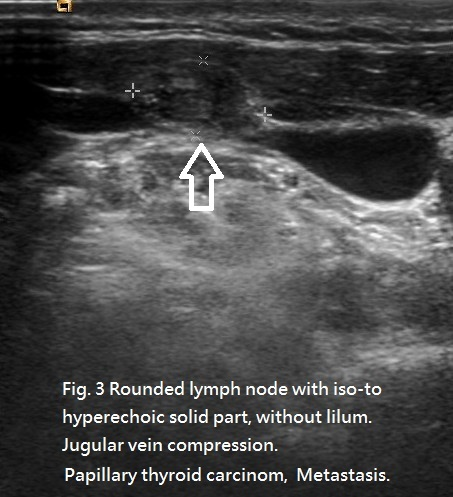 Fig. 3 Rounded lymph node with iso-to
hyperechoic solid part, without lilum.
Jugular vein compression.
Papillary thyroid carcinom, Metastasis.